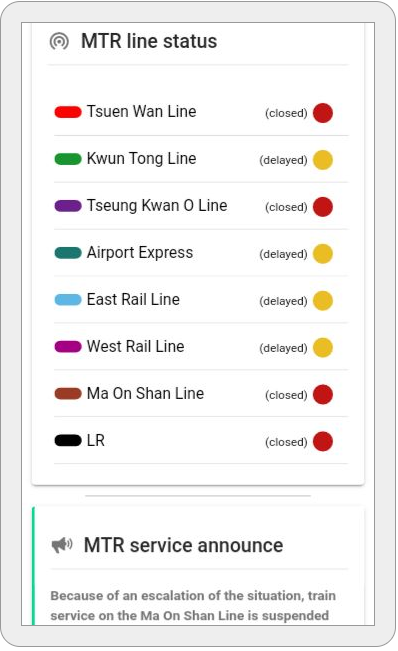 MTR line status
Tsuen Wan Line (closed)
Kwun Tong Line (delayed)
Tseung Kwan O Line (closed)
Airport Express (delayed)
East Rail Line (delayed)
West Rail Line (delayed)
Ma On Shan Line (closed)
LR (closed)
MTR service announce
Because of an escalation of the situation, train
service on the Ma On Shan Line is suspended